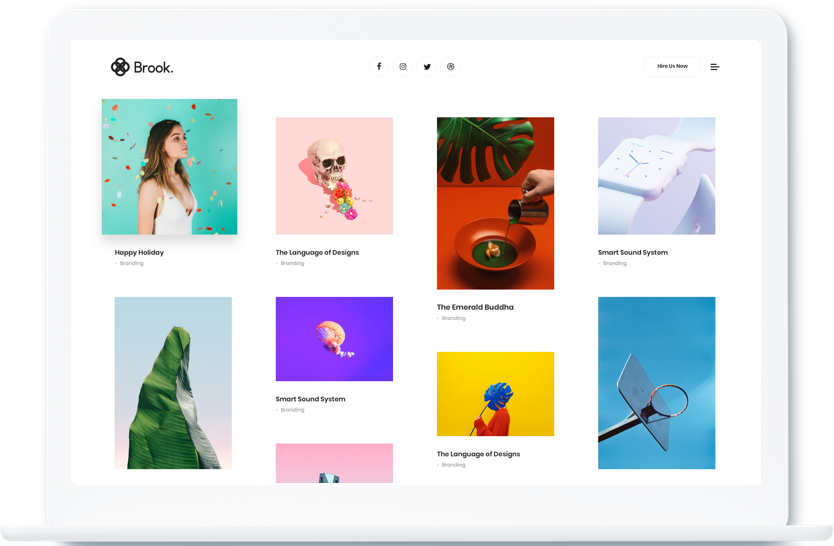 Brook.
Hire Us Now
Happy Holiday
- Branding
The Language of Designs
- Branding
The Emerald Buddha
- Branding
Smart Sound System
- Branding
Smart Sound System
- Branding
The Language of Designs
- Branding